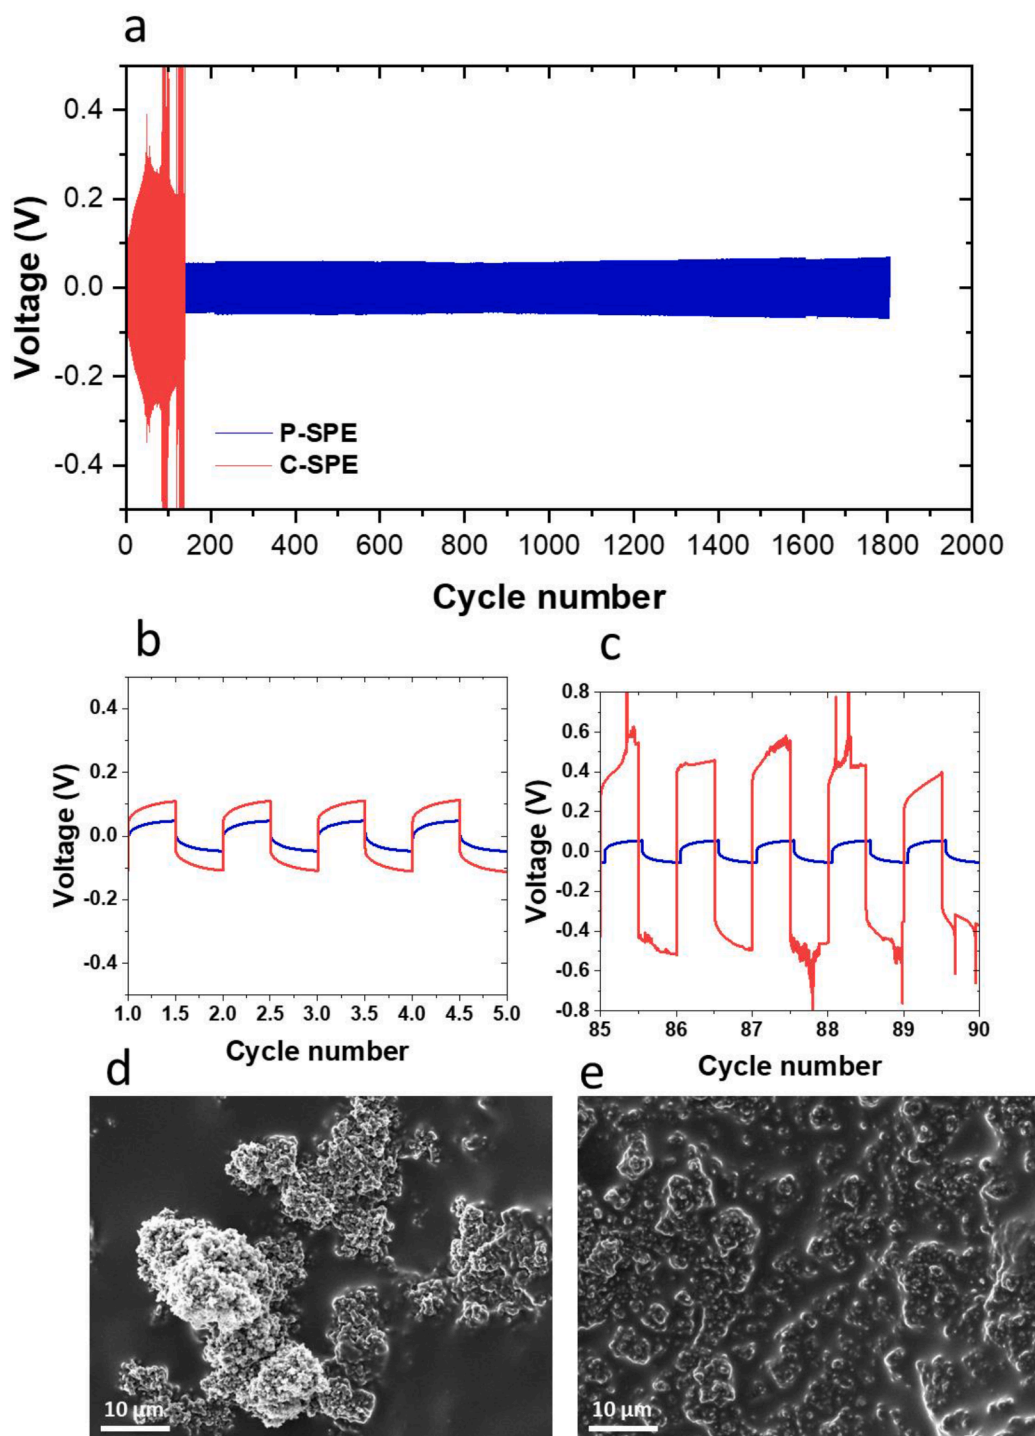 a
0.4
0.2
0.0
-0.2
-0.4
Voltage (V)
P-SPE
C-SPE
0 200 400 600 800 1000 1200 1400 1600 1800 2000
Cycle number
b
0.4
0.2
0.0
-0.2
-0.4
Voltage (V)
1.0 1.5 2.0 2.5 3.0 3.5 4.0 4.5 5.0
Cycle number
c
0.8
0.6
0.4
0.2
0.0
-0.2
-0.4
-0.6
-0.8
Voltage (V)
85 86 87 88 89 90
Cycle number
d
10 µm
e
10 µm